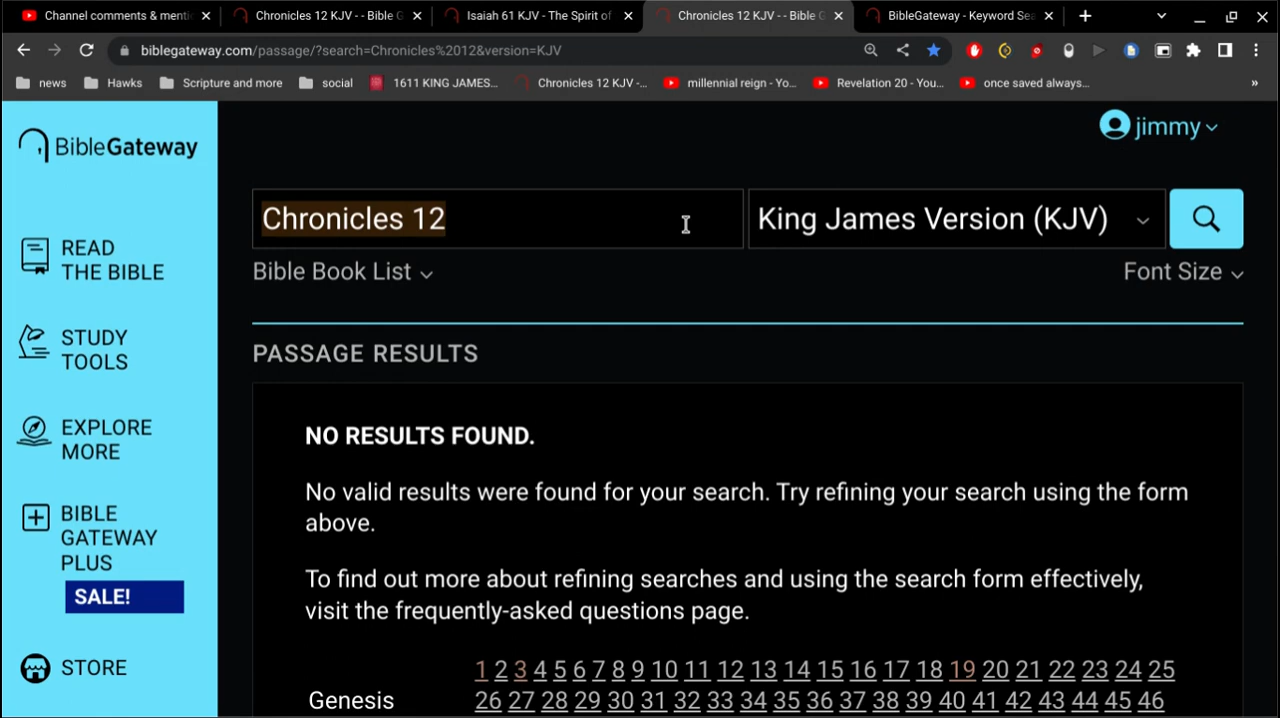 Channel comments & menti
Chronicles 12 KJV - - Bible G
Isaiah 61 KJV - The Spirit of
Chronicles 12 KJV - - Bible G
BibleGateway - Keyword Sea
biblegateway.com/passage/?search=Chronicles%2012&version=KJV
news
Hawks
Scripture and more
social
1611 KING JAMES...
Chronicles 12 KJV -...
millennial reign - Yo...
Revelation 20 - You...
once saved always...
»
BibleGateway
jimmy
Chronicles 12
King James Version (KJV)
Bible Book List
Font Size
READ
THE BIBLE
STUDY
TOOLS
EXPLORE
MORE
BIBLE
GATEWAY
PLUS
SALE!
STORE
PASSAGE RESULTS
NO RESULTS FOUND.
No valid results were found for your search. Try refining your search using the form
above.
To find out more about refining searches and using the search form effectively,
visit the frequently-asked questions page.
Genesis
1 2 3 4 5 6 7 8 9 10 11 12 13 14 15 16 17 18 19 20 21 22 23 24 25
26 27 28 29 30 31 32 33 34 35 36 37 38 39 40 41 42 43 44 45 46